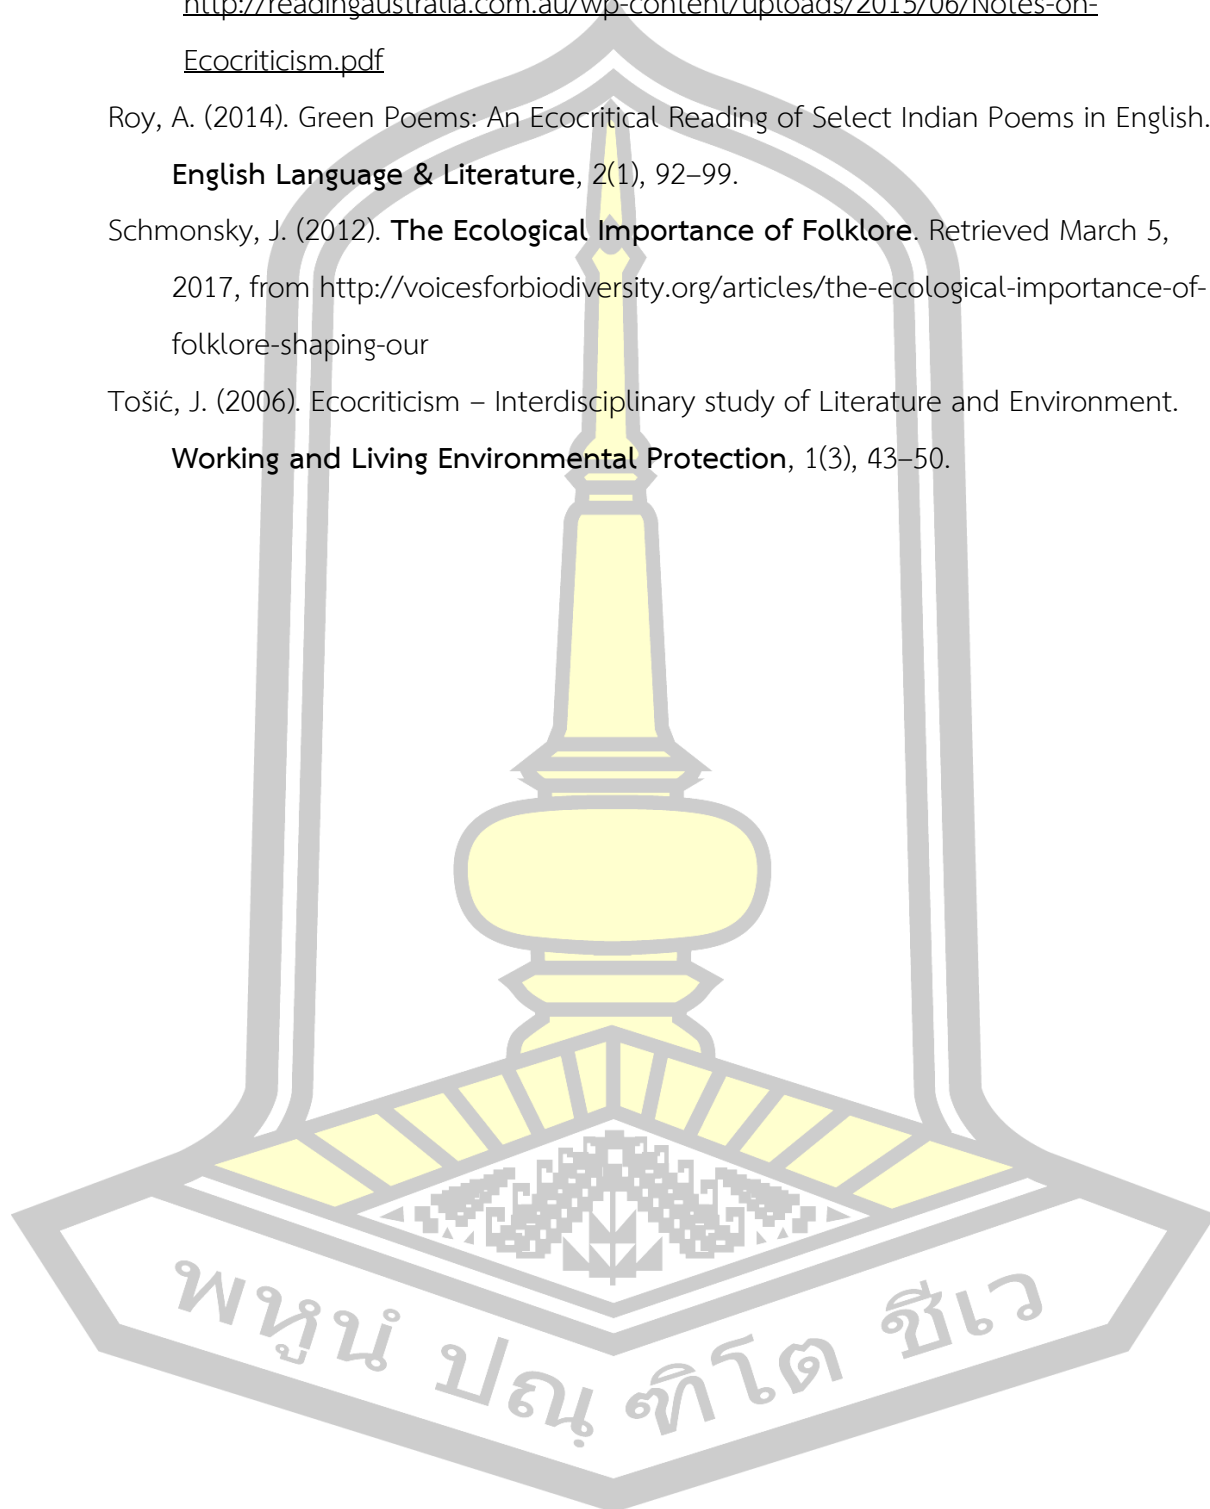 http://readingaustralia.com.au/wp-content/uploads/2015/06/Notes-on-
Ecocriticism.pdf
Roy, A. (2014). Green Poems: An Ecocritical Reading of Select Indian Poems in English.
English Language & Literature, 2(1), 92–99.
Schmonsky, J. (2012). The Ecological Importance of Folklore. Retrieved March 5,
2017, from http://voicesforbiodiversity.org/articles/the-ecological-importance-of-
folklore-shaping-our
Tošić, J. (2006). Ecocriticism – Interdisciplinary study of Literature and Environment.
Working and Living Environmental Protection, 1(3), 43–50.
พหูนํ ปณฺฑิโต ชีเว